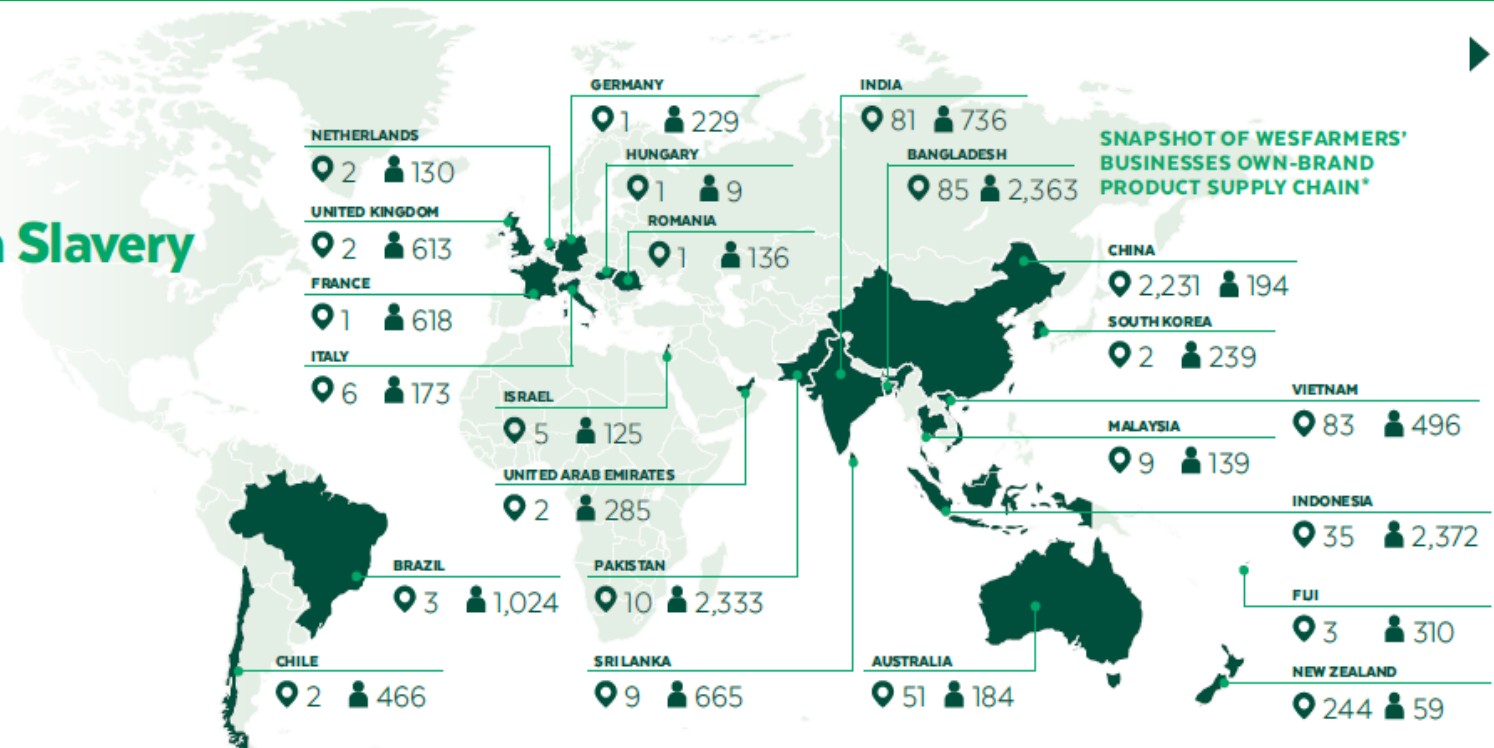 Slavery
SNAPSHOT OF WESFARMERS’
BUSINESSES OWN-BRAND
PRODUCT SUPPLY CHAIN*
GERMANY
1 229
NETHERLANDS
2 130
HUNGARY
1 9
UNITED KINGDOM
2 613
ROMANIA
1 136
FRANCE
1 618
ITALY
6 173
ISRAEL
5 125
UNITED ARAB EMIRATES
2 285
INDIA
81 736
BANGLADESH
85 2,363
CHINA
2,231 194
SOUTH KOREA
2 239
VIETNAM
83 496
MALAYSIA
9 139
INDONESIA
35 2,372
BRAZIL
3 1,024
PAKISTAN
10 2,333
FIJI
3 310
CHILE
2 466
SRI LANKA
9 665
AUSTRALIA
51 184
NEW ZEALAND
244 59